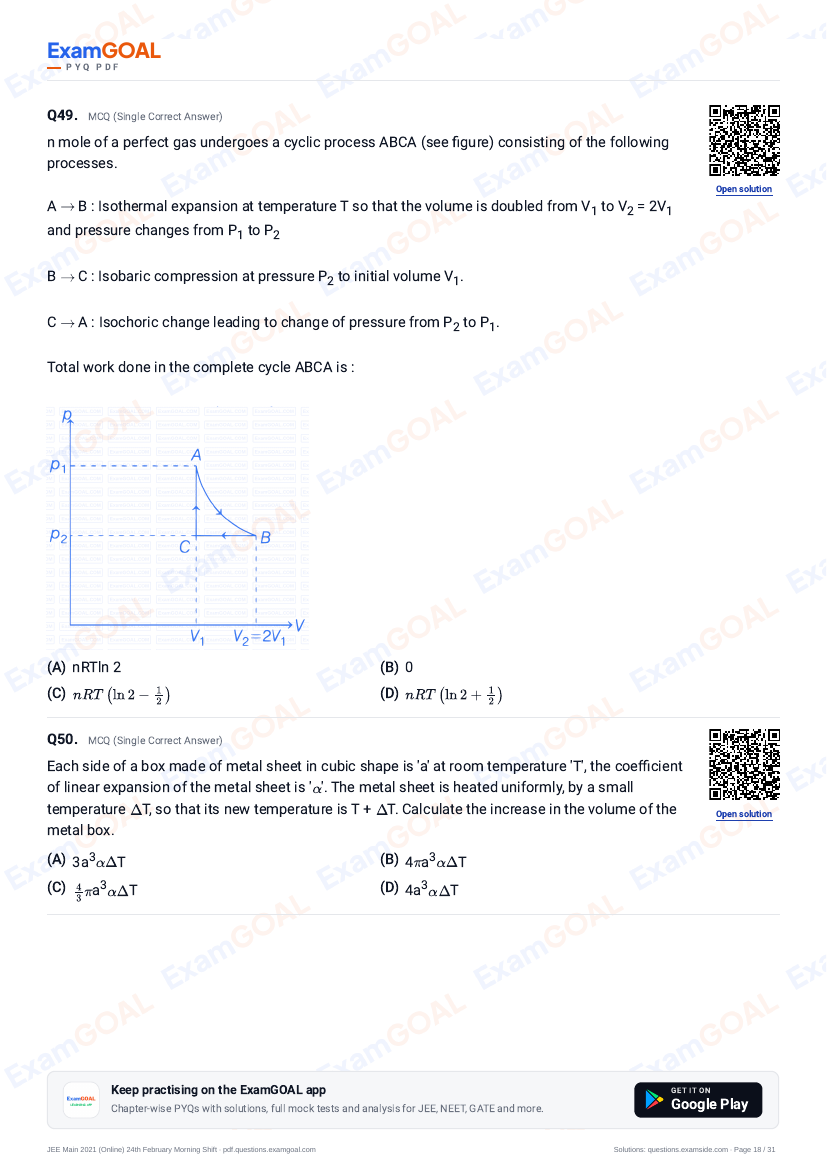 ExamGOAL
PYQ PDF
Q49. MCQ (Single Correct Answer)
n mole of a perfect gas undergoes a cyclic process ABCA (see figure) consisting of the following
processes.
Open solution
A → B : Isothermal expansion at temperature T so that the volume is doubled from V₁ to V₂ = 2V₁
and pressure changes from P₁ to P₂
B → C : Isobaric compression at pressure P₂ to initial volume V₁.
C → A : Isochoric change leading to change of pressure from P₂ to P₁.
Total work done in the complete cycle ABCA is :
p
A
p₁
p₂
C
B
V
V₁ V₂=2V₁
(A) nRTln 2 (B) 0
(C) nRT (ln 2 − 1/2) (D) nRT (ln 2 + 1/2)
Q50. MCQ (Single Correct Answer)
Each side of a box made of metal sheet in cubic shape is 'a' at room temperature 'T', the coefficient
of linear expansion of the metal sheet is 'α'. The metal sheet is heated uniformly, by a small
temperature ΔT, so that its new temperature is T + ΔT. Calculate the increase in the volume of the
metal box.
Open solution
(A) 3a³αΔT (B) 4πa³αΔT
(C) 4/3 πa³αΔT (D) 4a³αΔT
ExamGOAL
Keep practising on the ExamGOAL app
Chapter-wise PYQs with solutions, full mock tests and analysis for JEE, NEET, GATE and more.
GET IT ON
Google Play
JEE Main 2021 (Online) 24th February Morning Shift · pdf.questions.examgoal.com
Solutions: questions.examside.com · Page 18 / 31